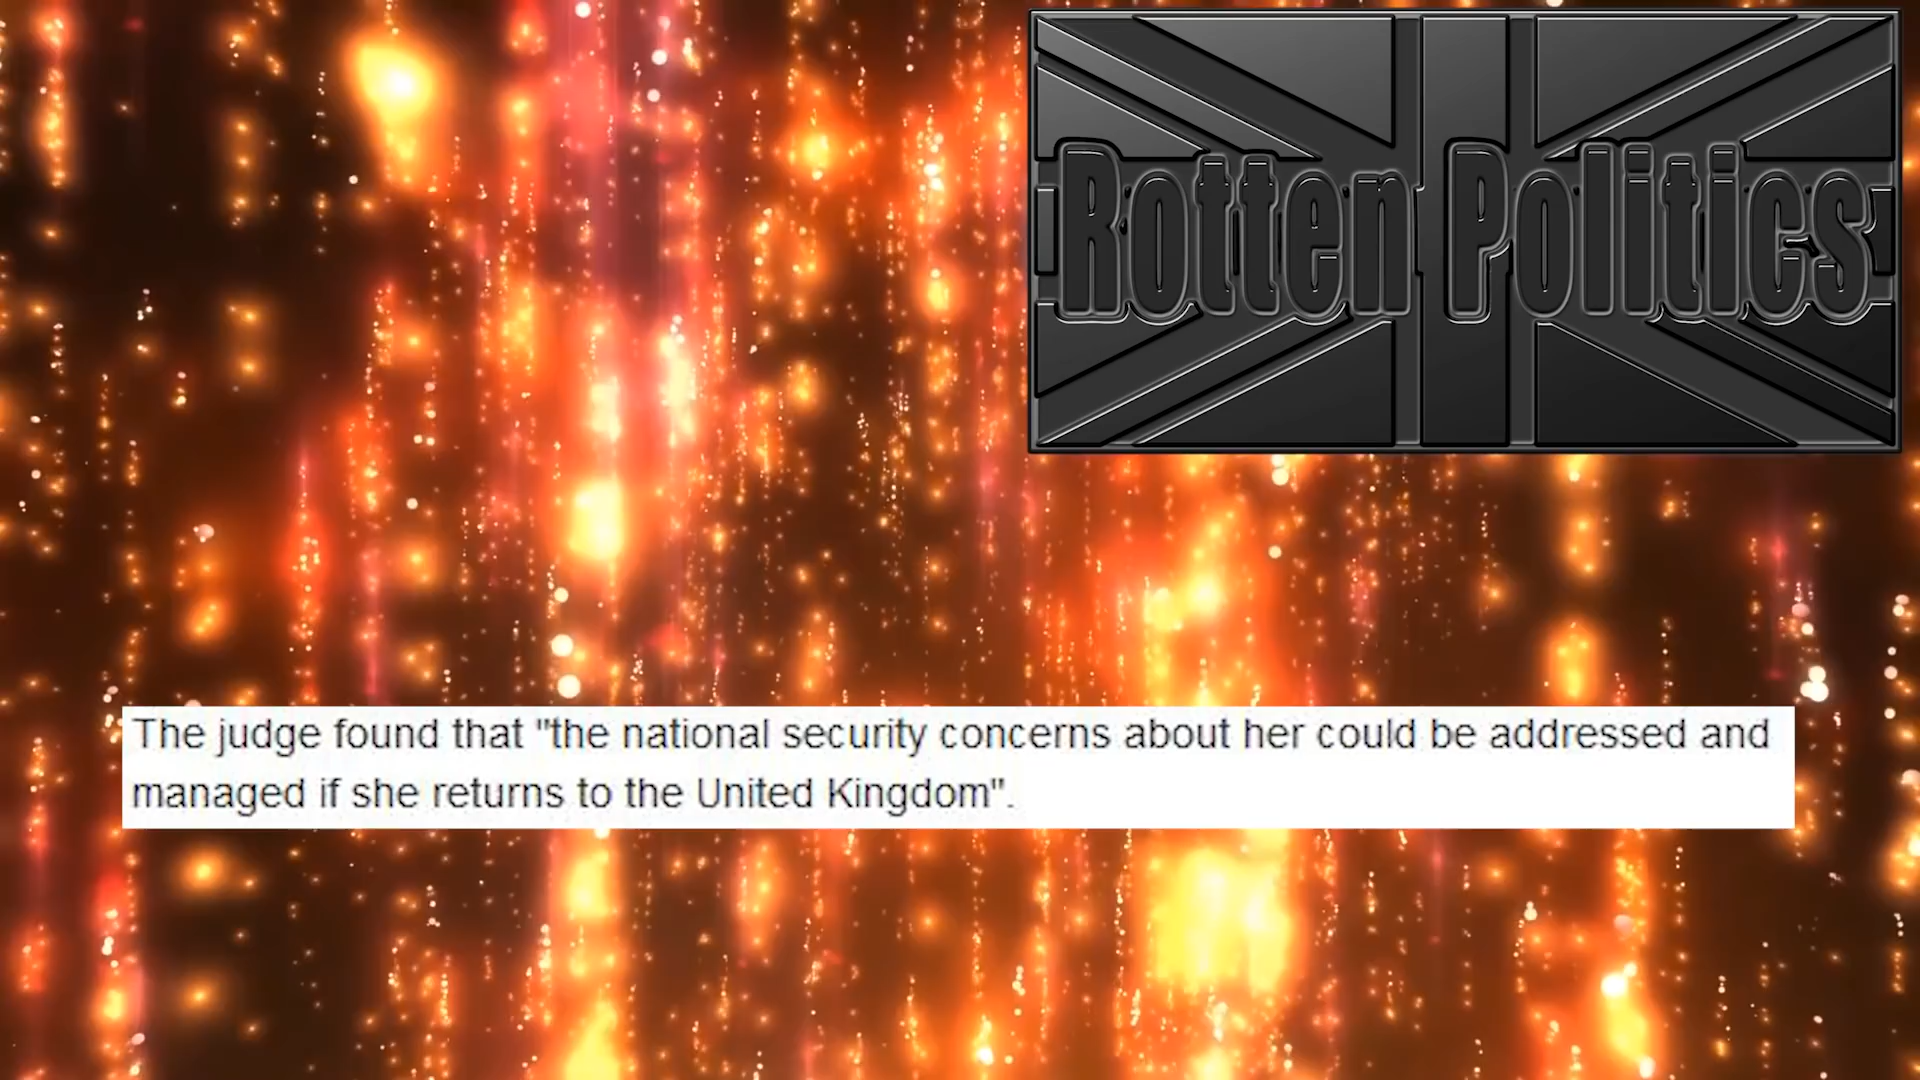 Rotten Politics
The judge found that "the national security concerns about her could be addressed and
managed if she returns to the United Kingdom".